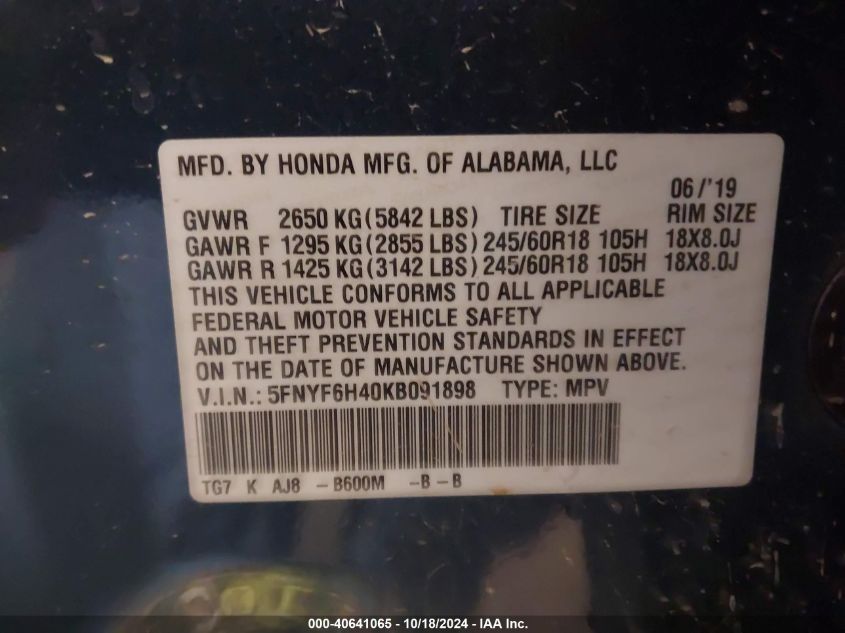 MFD. BY HONDA MFG. OF ALABAMA, LLC
06/'19
GVWR 2650 KG (5842 LBS) TIRE SIZE RIM SIZE
GAWR F 1295 KG (2855 LBS) 245/60R18 105H 18X8.0J
GAWR R 1425 KG (3142 LBS) 245/60R18 105H 18X8.0J
THIS VEHICLE CONFORMS TO ALL APPLICABLE
FEDERAL MOTOR VEHICLE SAFETY
AND THEFT PREVENTION STANDARDS IN EFFECT
ON THE DATE OF MANUFACTURE SHOWN ABOVE.
V.I.N.: 5FNYF6H40KB091898 TYPE: MPV
TG7 K AJ8 - B600M -B - B
000-40641065 - 10/18/2024 - IAA Inc.